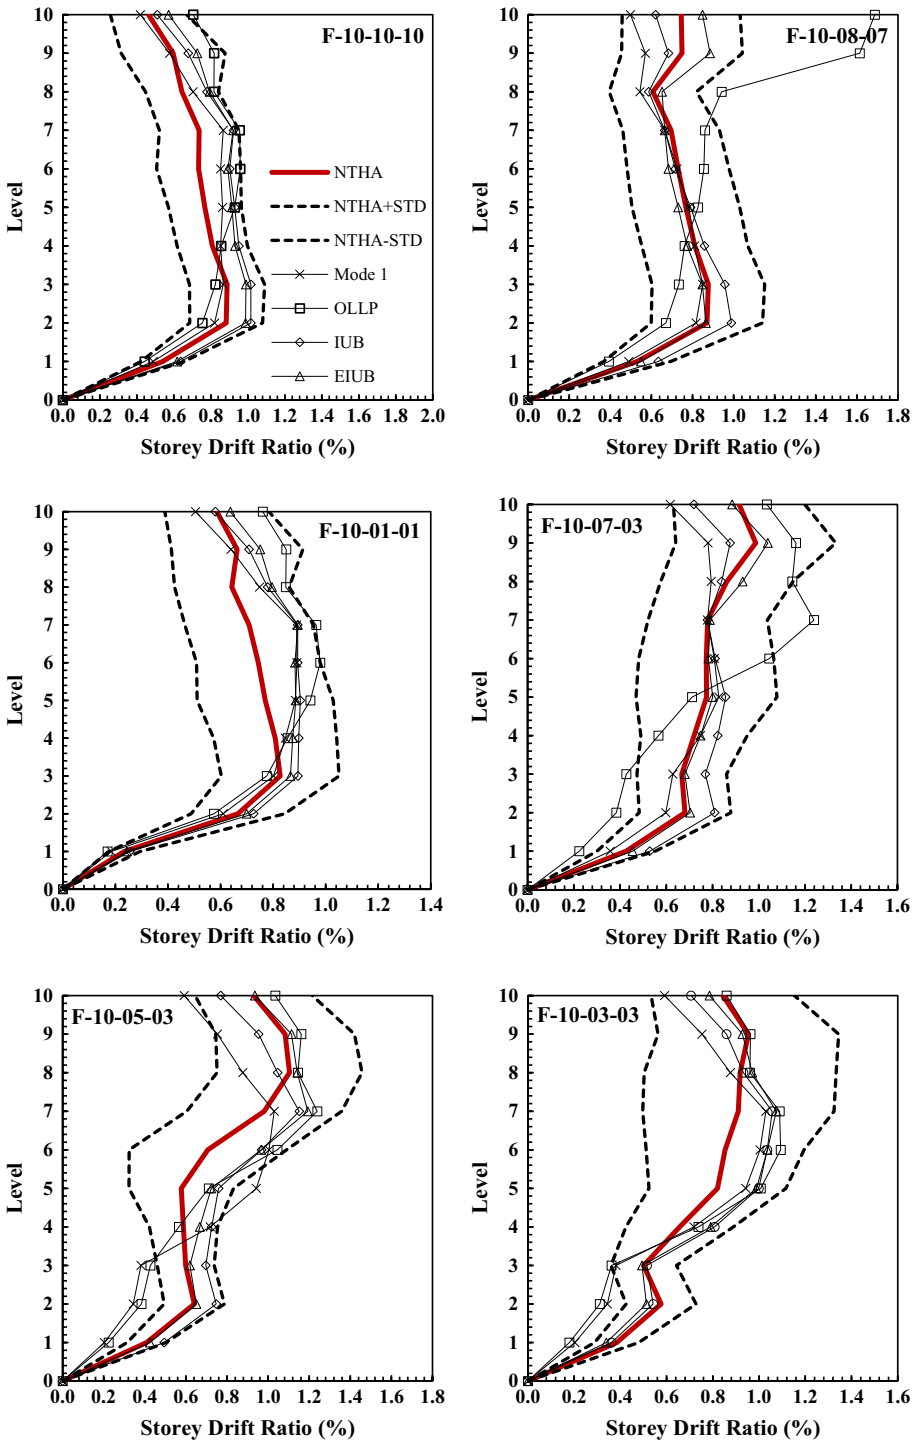 F-10-10-10
Level
10
9
8
7
6
5
4
3
2
1
0
NTHA
NTHA+STD
NTHA-STD
Mode 1
OLLP
IUB
EIUB
0.0 0.2 0.4 0.6 0.8 1.0 1.2 1.4 1.6 1.8 2.0
Storey Drift Ratio (%)
F-10-08-07
Level
10
9
8
7
6
5
4
3
2
1
0
0.0 0.2 0.4 0.6 0.8 1.0 1.2 1.4 1.6 1.8
Storey Drift Ratio (%)
F-10-01-01
Level
10
9
8
7
6
5
4
3
2
1
0
0.0 0.2 0.4 0.6 0.8 1.0 1.2 1.4
Storey Drift Ratio (%)
F-10-07-03
Level
10
9
8
7
6
5
4
3
2
1
0
0.0 0.2 0.4 0.6 0.8 1.0 1.2 1.4 1.6
Storey Drift Ratio (%)
F-10-05-03
Level
10
9
8
7
6
5
4
3
2
1
0
0.0 0.2 0.4 0.6 0.8 1.0 1.2 1.4 1.6 1.8
Storey Drift Ratio (%)
F-10-03-03
Level
10
9
8
7
6
5
4
3
2
1
0
0.0 0.2 0.4 0.6 0.8 1.0 1.2 1.4 1.6
Storey Drift Ratio (%)